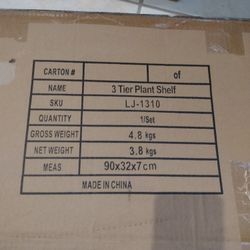 CARTON # of
NAME 3 Tier Plant Shelf
SKU LJ-1310
QUANTITY 1/Set
GROSS WEIGHT 4.8 kgs
NET WEIGHT 3.8 kgs
MEAS 90x32x7cm
MADE IN CHINA